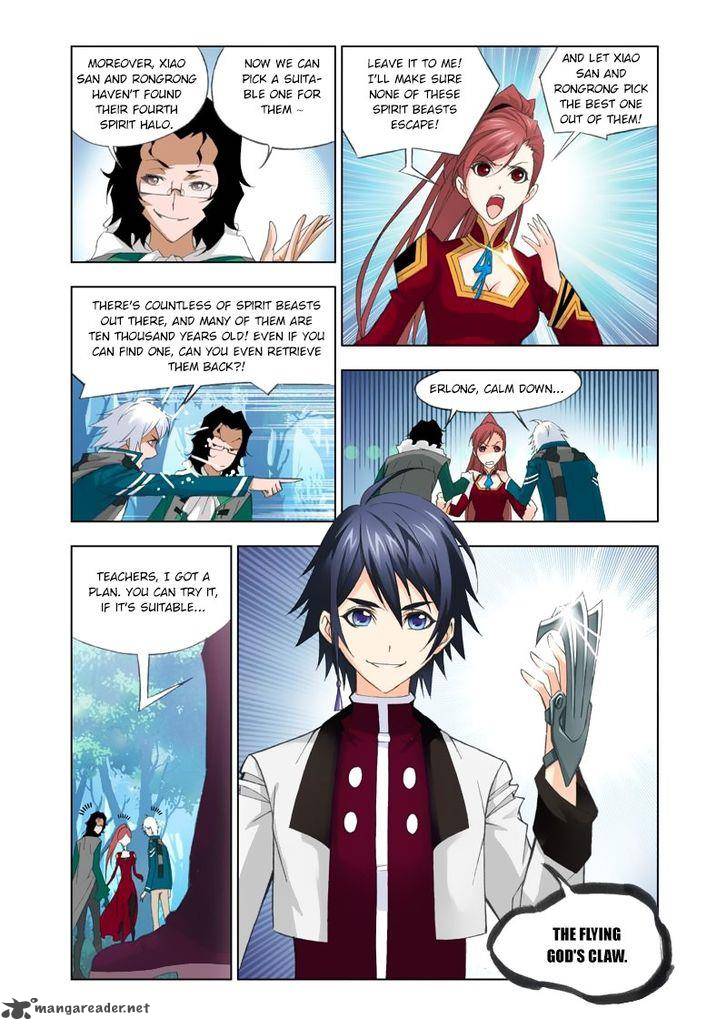 MOREOVER, XIAO
SAN AND RONGRONG
HAVEN'T FOUND
THEIR FOURTH
SPIRIT HALO.
NOW WE CAN
PICK A SUITA-
BLE ONE FOR
THEM ~
LEAVE IT TO ME!
I'LL MAKE SURE
NONE OF THESE
SPIRIT BEASTS
ESCAPE!
AND LET XIAO
SAN AND
RONGRONG PICK
THE BEST ONE
OUT OF THEM!
THERE'S COUNTLESS OF SPIRIT BEASTS
OUT THERE, AND MANY OF THEM ARE
TEN THOUSAND YEARS OLD! EVEN IF YOU
CAN FIND ONE, CAN YOU EVEN RETRIEVE
THEM BACK?!
ERLONG, CALM DOWN...
TEACHERS, I GOT A
PLAN. YOU CAN TRY IT,
IF IT'S SUITABLE...
THE FLYING
GOD'S CLAW.
mangareader.net